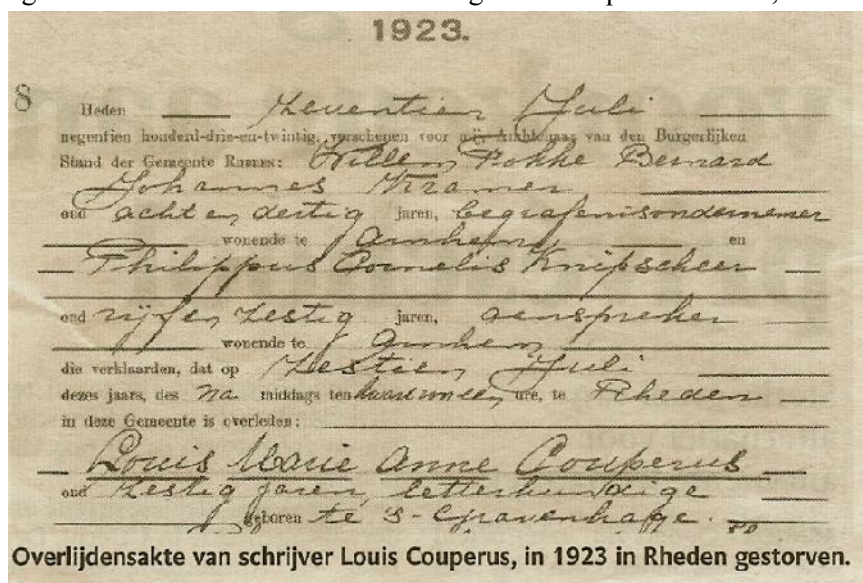 1923.
8
Heden Zeventien Juli
negentien honderd-drie-en-twintig, verschenen voor mij Ambtenaar van den Burgerlijken
Stand der Gemeente RHEDEN: Willem Fokke Bernard
Johannes Kramer
oud acht en dertig jaren, begrafenisondernemer
wonende te Arnhem en
Philippus Cornelis Knipscheer
oud vijf en zestig jaren, aanspreker
wonende te Arnhem
die verklaarden, dat op Zestien Juli
dezes jaars, des na middags ten ure, te Rheden
in deze Gemeente is overleden:
Louis Marie Anne Couperus
oud zestig jaren, letterkundige
geboren te 's-Gravenhage.
Overlijdensakte van schrijver Louis Couperus, in 1923 in Rheden gestorven.